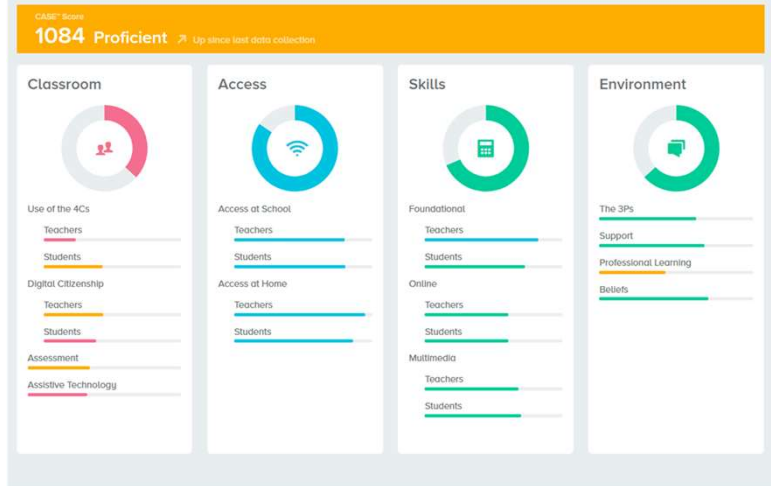 CASE™ Score
1084 Proficient Up since last data collection
Classroom
Use of the 4Cs
Teachers
Students
Digital Citizenship
Teachers
Students
Assessment
Assistive Technology
Access
Access at School
Teachers
Students
Access at Home
Teachers
Students
Skills
Foundational
Teachers
Students
Online
Teachers
Students
Multimedia
Teachers
Students
Environment
The 3Ps
Support
Professional Learning
Beliefs